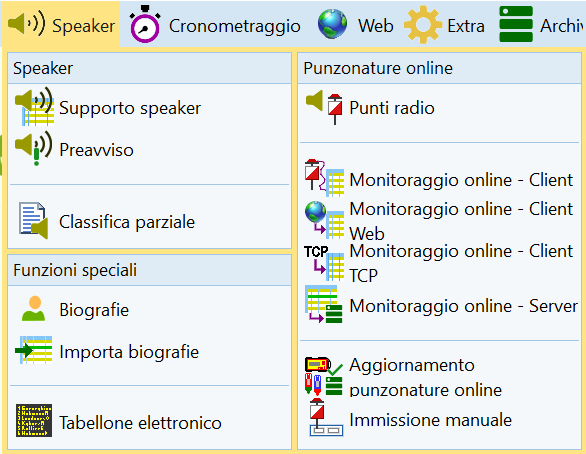 Speaker Cronometraggio Web Extra Archiv
Speaker
Supporto speaker
Preavviso
Classifica parziale
Funzioni speciali
Biografie
Importa biografie
Tabellone elettronico
Punzonature online
Punti radio
Monitoraggio online - Client
Monitoraggio online - Client
Web
TCP
Monitoraggio online - Client
TCP
Monitoraggio online - Server
Aggiornamento
punzonature online
Immissione manuale